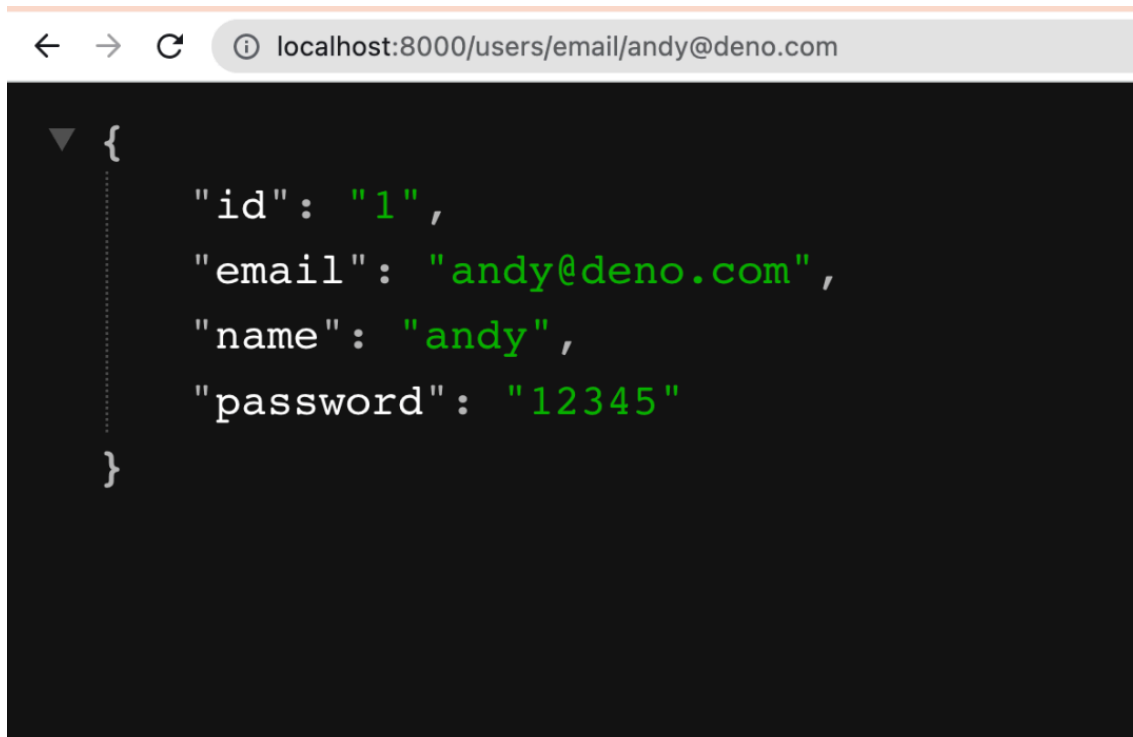 localhost:8000/users/email/andy@deno.com
{
"id": "1",
"email": "andy@deno.com",
"name": "andy",
"password": "12345"
}